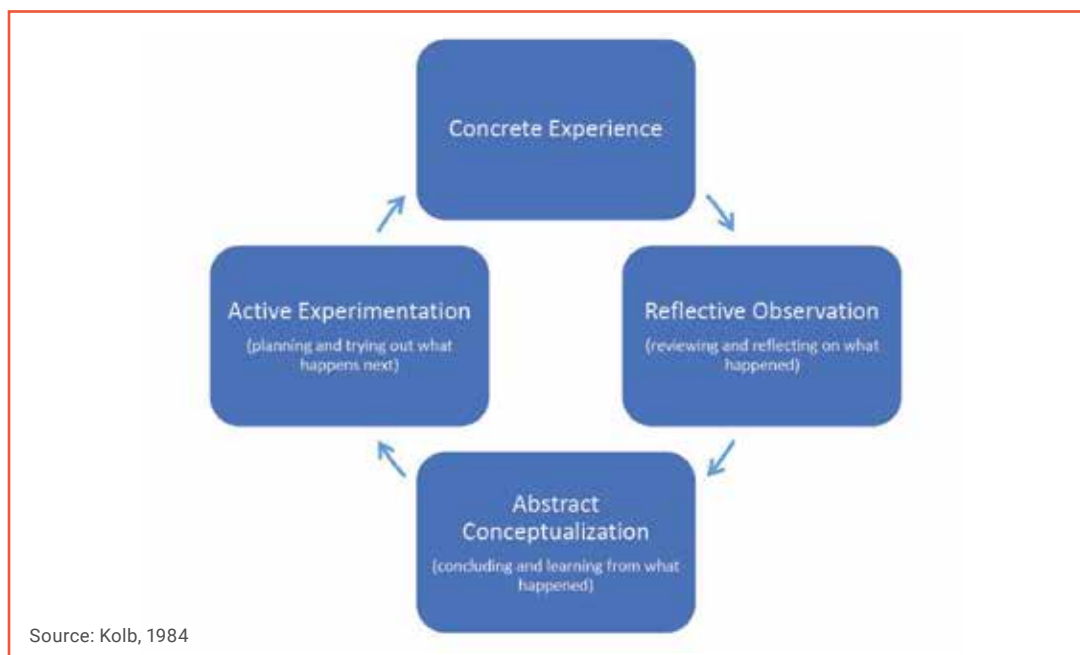 Concrete Experience
Active Experimentation
(planning and trying out what
happens next)
Reflective Observation
(reviewing and reflecting on what
happened)
Abstract
Conceptualization
(concluding and learning from what
happened)
Source: Kolb, 1984